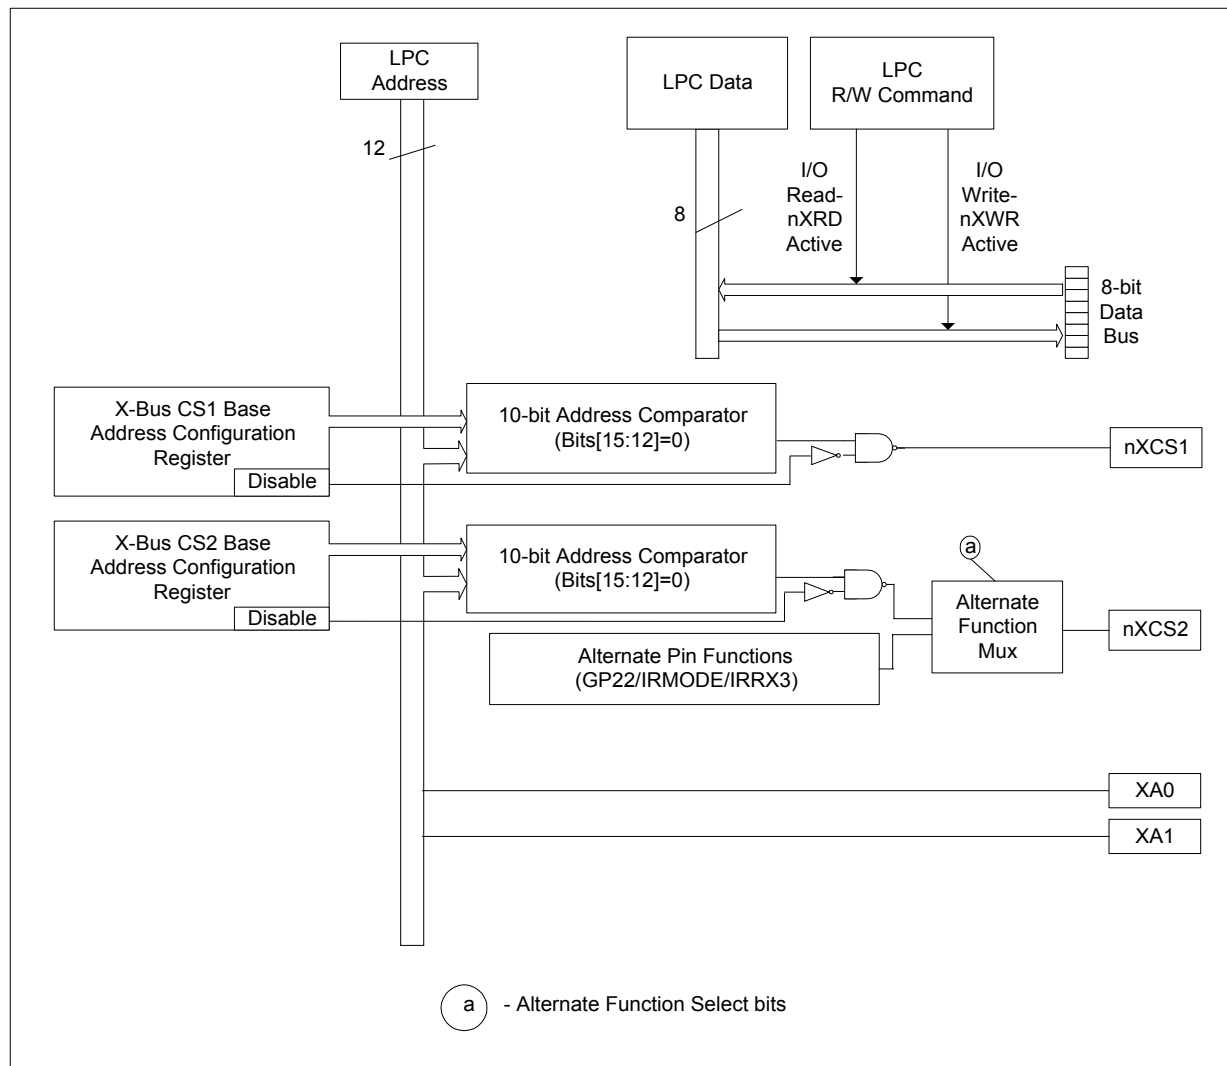 LPC
Address
LPC Data
LPC
R/W Command
12
8
I/O
Read-
nXRD
Active
I/O
Write-
nXWR
Active
8-bit
Data
Bus
X-Bus CS1 Base
Address Configuration
Register
Disable
10-bit Address Comparator
(Bits[15:12]=0)
nXCS1
X-Bus CS2 Base
Address Configuration
Register
Disable
10-bit Address Comparator
(Bits[15:12]=0)
a
Alternate
Function
Mux
nXCS2
Alternate Pin Functions
(GP22/IRMODE/IRRX3)
XA0
XA1
a - Alternate Function Select bits